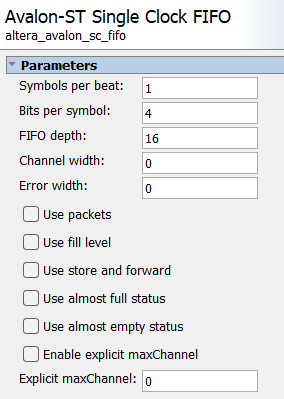 Avalon-ST Single Clock FIFO
altera_avalon_sc_fifo
Parameters
Symbols per beat: 1
Bits per symbol: 4
FIFO depth: 16
Channel width: 0
Error width: 0
Use packets
Use fill level
Use store and forward
Use almost full status
Use almost empty status
Enable explicit maxChannel
Explicit maxChannel: 0